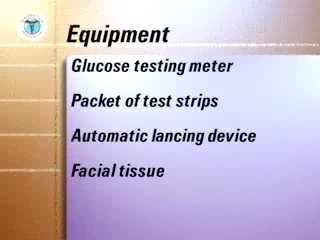 Equipment
Glucose testing meter
Packet of test strips
Automatic lancing device
Facial tissue